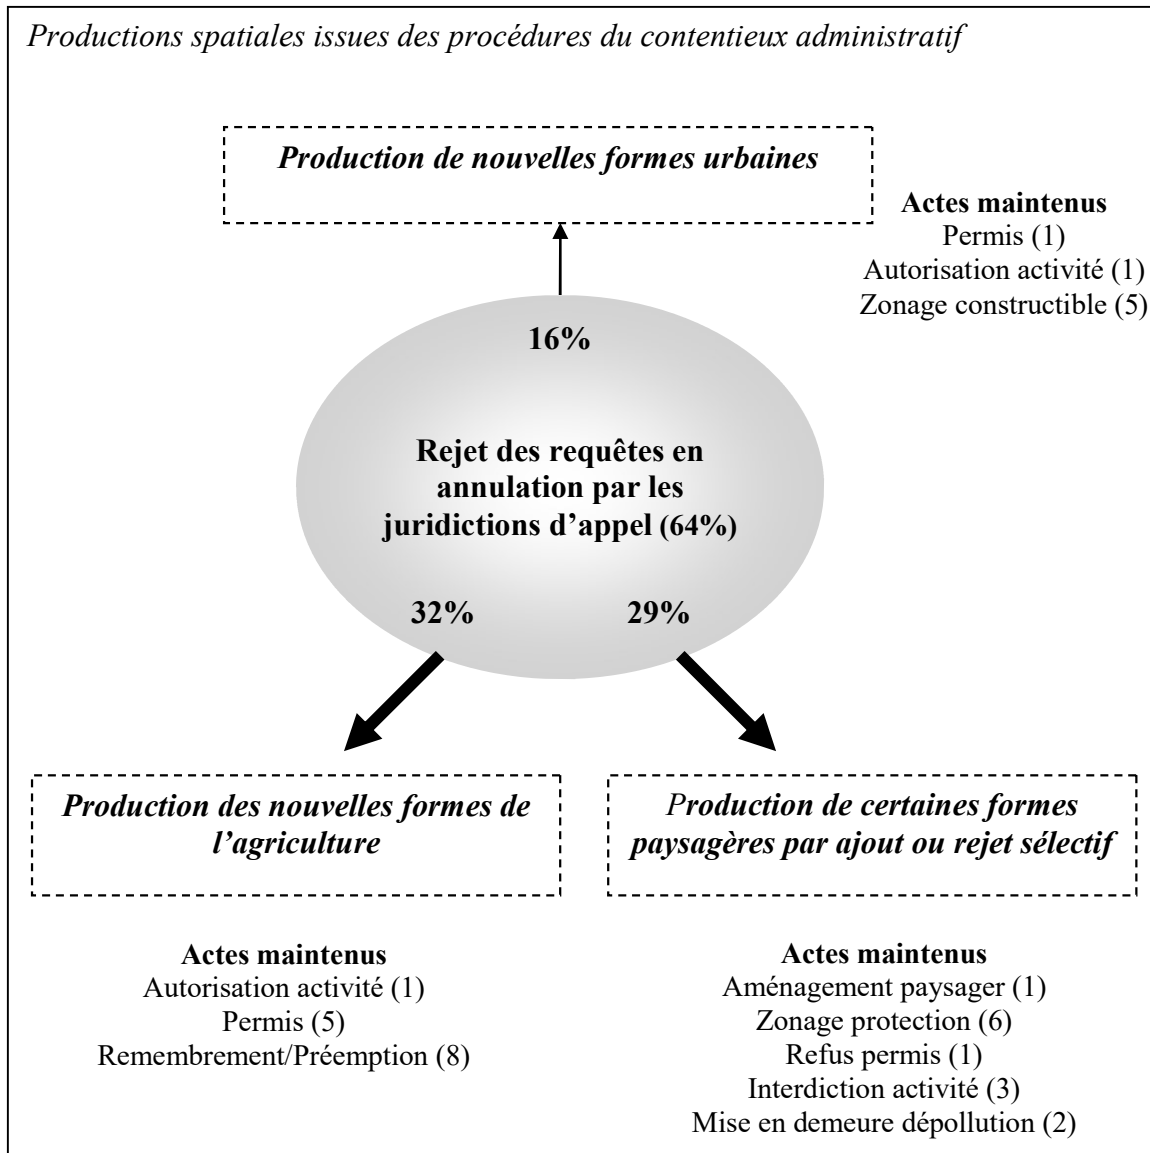 Productions spatiales issues des procédures du contentieux administratif
Production de nouvelles formes urbaines
Actes maintenus
Permis (1)
Autorisation activité (1)
Zonage constructible (5)
16%
Rejet des requêtes en
annulation par les
juridictions d’appel (64%)
32%
29%
Production des nouvelles formes de
l’agriculture
Actes maintenus
Autorisation activité (1)
Permis (5)
Remembrement/Préemption (8)
Production de certaines formes
paysagères par ajout ou rejet sélectif
Actes maintenus
Aménagement paysager (1)
Zonage protection (6)
Refus permis (1)
Interdiction activité (3)
Mise en demeure dépollution (2)